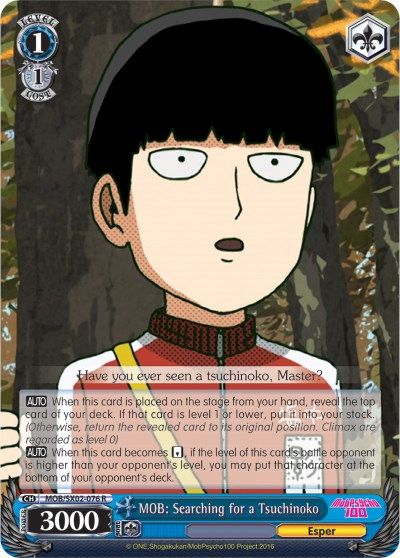 LEVEL
1
1
COST
Have you ever seen a tsuchinoko, Master?
AUTO When this card is placed on the stage from your hand, reveal the top
card of your deck. If that card is level 1 or lower, put it into your stock.
(Otherwise, return the revealed card to its original position. Climax are
regarded as level 0)
AUTO When this card becomes, if the level of this card's battle opponent
is higher than your opponent's level, you may put that character at the
bottom of your opponent's deck.
CH MOB/SX02-076 R
3000
MOB: Searching for a Tsuchinoko
MOBPSYCHO
100
Esper
© ONE,Shogakukan/MobPsycho100 Project 2016